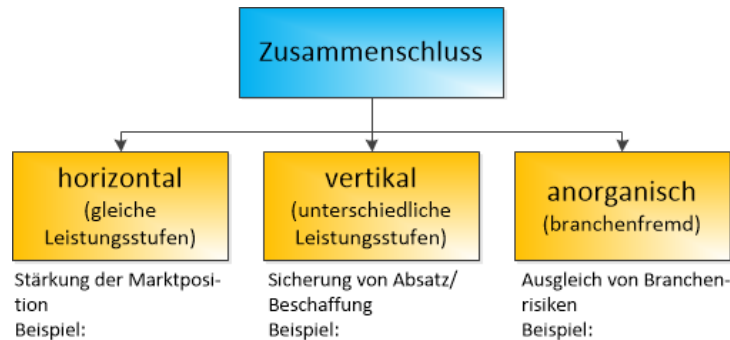 Zusammenschluss
horizontal
(gleiche
Leistungsstufen)
vertikal
(unterschiedliche
Leistungsstufen)
anorganisch
(branchenfremd)
Stärkung der Marktposi-
tion
Beispiel:
Sicherung von Absatz/
Beschaffung
Beispiel:
Ausgleich von Branchen-
risiken
Beispiel: